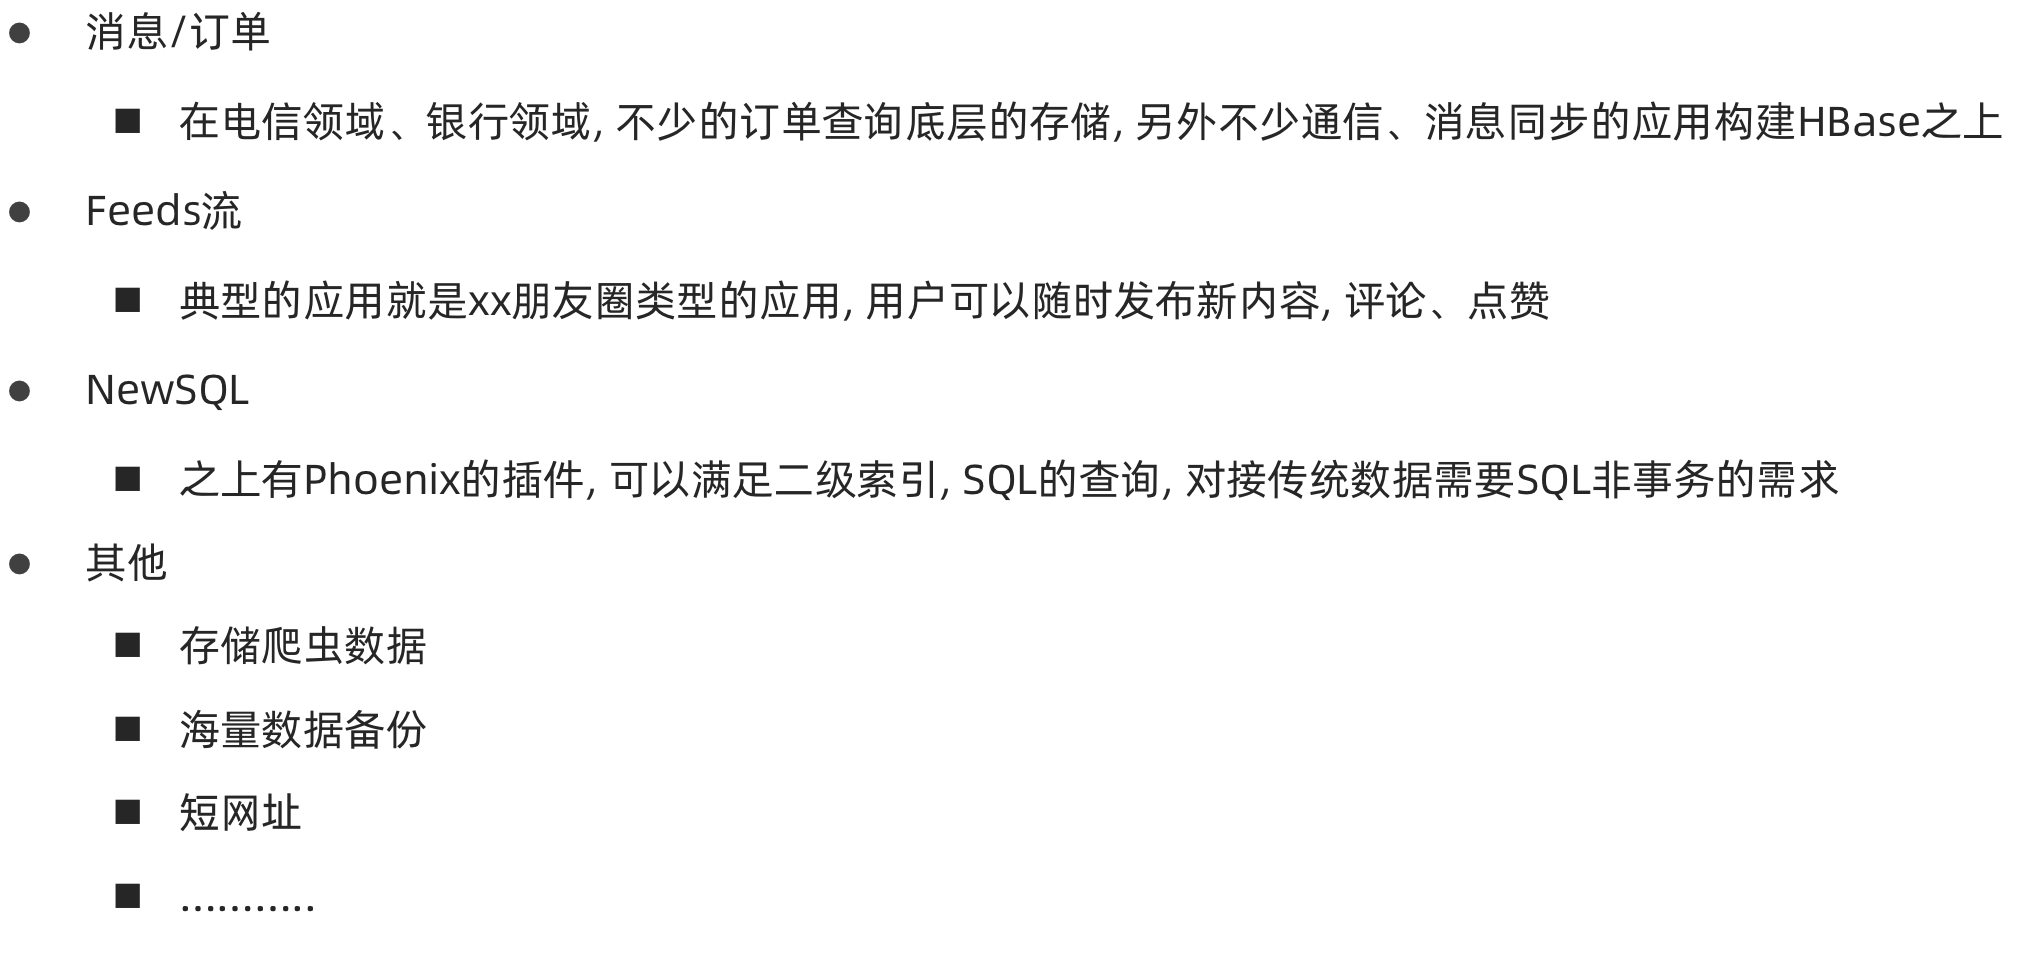 ● 消息/订单
■ 在电信领域、银行领域, 不少的订单查询底层的存储, 另外不少通信、消息同步的应用构建HBase之上
● Feeds流
■ 典型的应用就是xx朋友圈类型的应用, 用户可以随时发布新内容, 评论、点赞
● NewSQL
■ 之上有Phoenix的插件, 可以满足二级索引, SQL的查询, 对接传统数据需要SQL非事务的需求
● 其他
■ 存储爬虫数据
■ 海量数据备份
■ 短网址
■ ...........